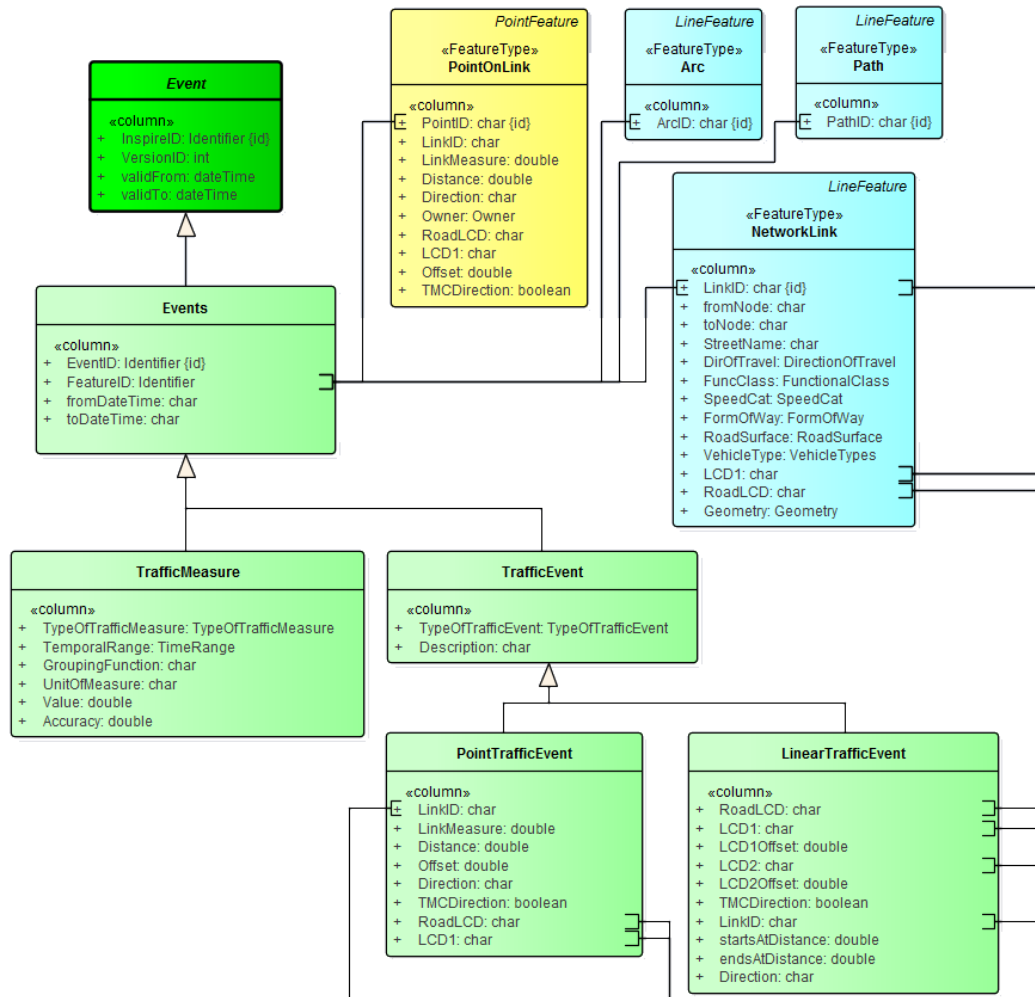 PointFeature
«FeatureType»
PointOnLink
«column»
+ PointID: char {id}
+ LinkID: char
+ LinkMeasure: double
+ Distance: double
+ Direction: char
+ Owner: Owner
+ RoadLCD: char
+ LCD1: char
+ Offset: double
+ TMCDirection: boolean
LineFeature
«FeatureType»
Arc
«column»
+ ArcID: char {id}
LineFeature
«FeatureType»
Path
«column»
+ PathID: char {id}
Event
«column»
+ InspireID: Identifier {id}
+ VersionID: int
+ validFrom: dateTime
+ validTo: dateTime
LineFeature
«FeatureType»
NetworkLink
«column»
+ LinkID: char {id}
+ fromNode: char
+ toNode: char
+ StreetName: char
+ DirOfTravel: DirectionOfTravel
+ FuncClass: FunctionalClass
+ SpeedCat: SpeedCat
+ FormOfWay: FormOfWay
+ RoadSurface: RoadSurface
+ VehicleType: VehicleTypes
+ LCD1: char
+ RoadLCD: char
+ Geometry: Geometry
Events
«column»
+ EventID: Identifier {id}
+ FeatureID: Identifier
+ fromDateTime: char
+ toDateTime: char
TrafficMeasure
«column»
+ TypeOfTrafficMeasure: TypeOfTrafficMeasure
+ TemporalRange: TimeRange
+ GroupingFunction: char
+ UnitOfMeasure: char
+ Value: double
+ Accuracy: double
TrafficEvent
«column»
+ TypeOfTrafficEvent: TypeOfTrafficEvent
+ Description: char
PointTrafficEvent
«column»
+ LinkID: char
+ LinkMeasure: double
+ Distance: double
+ Offset: double
+ Direction: char
+ TMCDirection: boolean
+ RoadLCD: char
+ LCD1: char
LinearTrafficEvent
«column»
+ RoadLCD: char
+ LCD1: char
+ LCD1Offset: double
+ LCD2: char
+ LCD2Offset: double
+ TMCDirection: boolean
+ LinkID: char
+ startsAtDistance: double
+ endsAtDistance: double
+ Direction: char